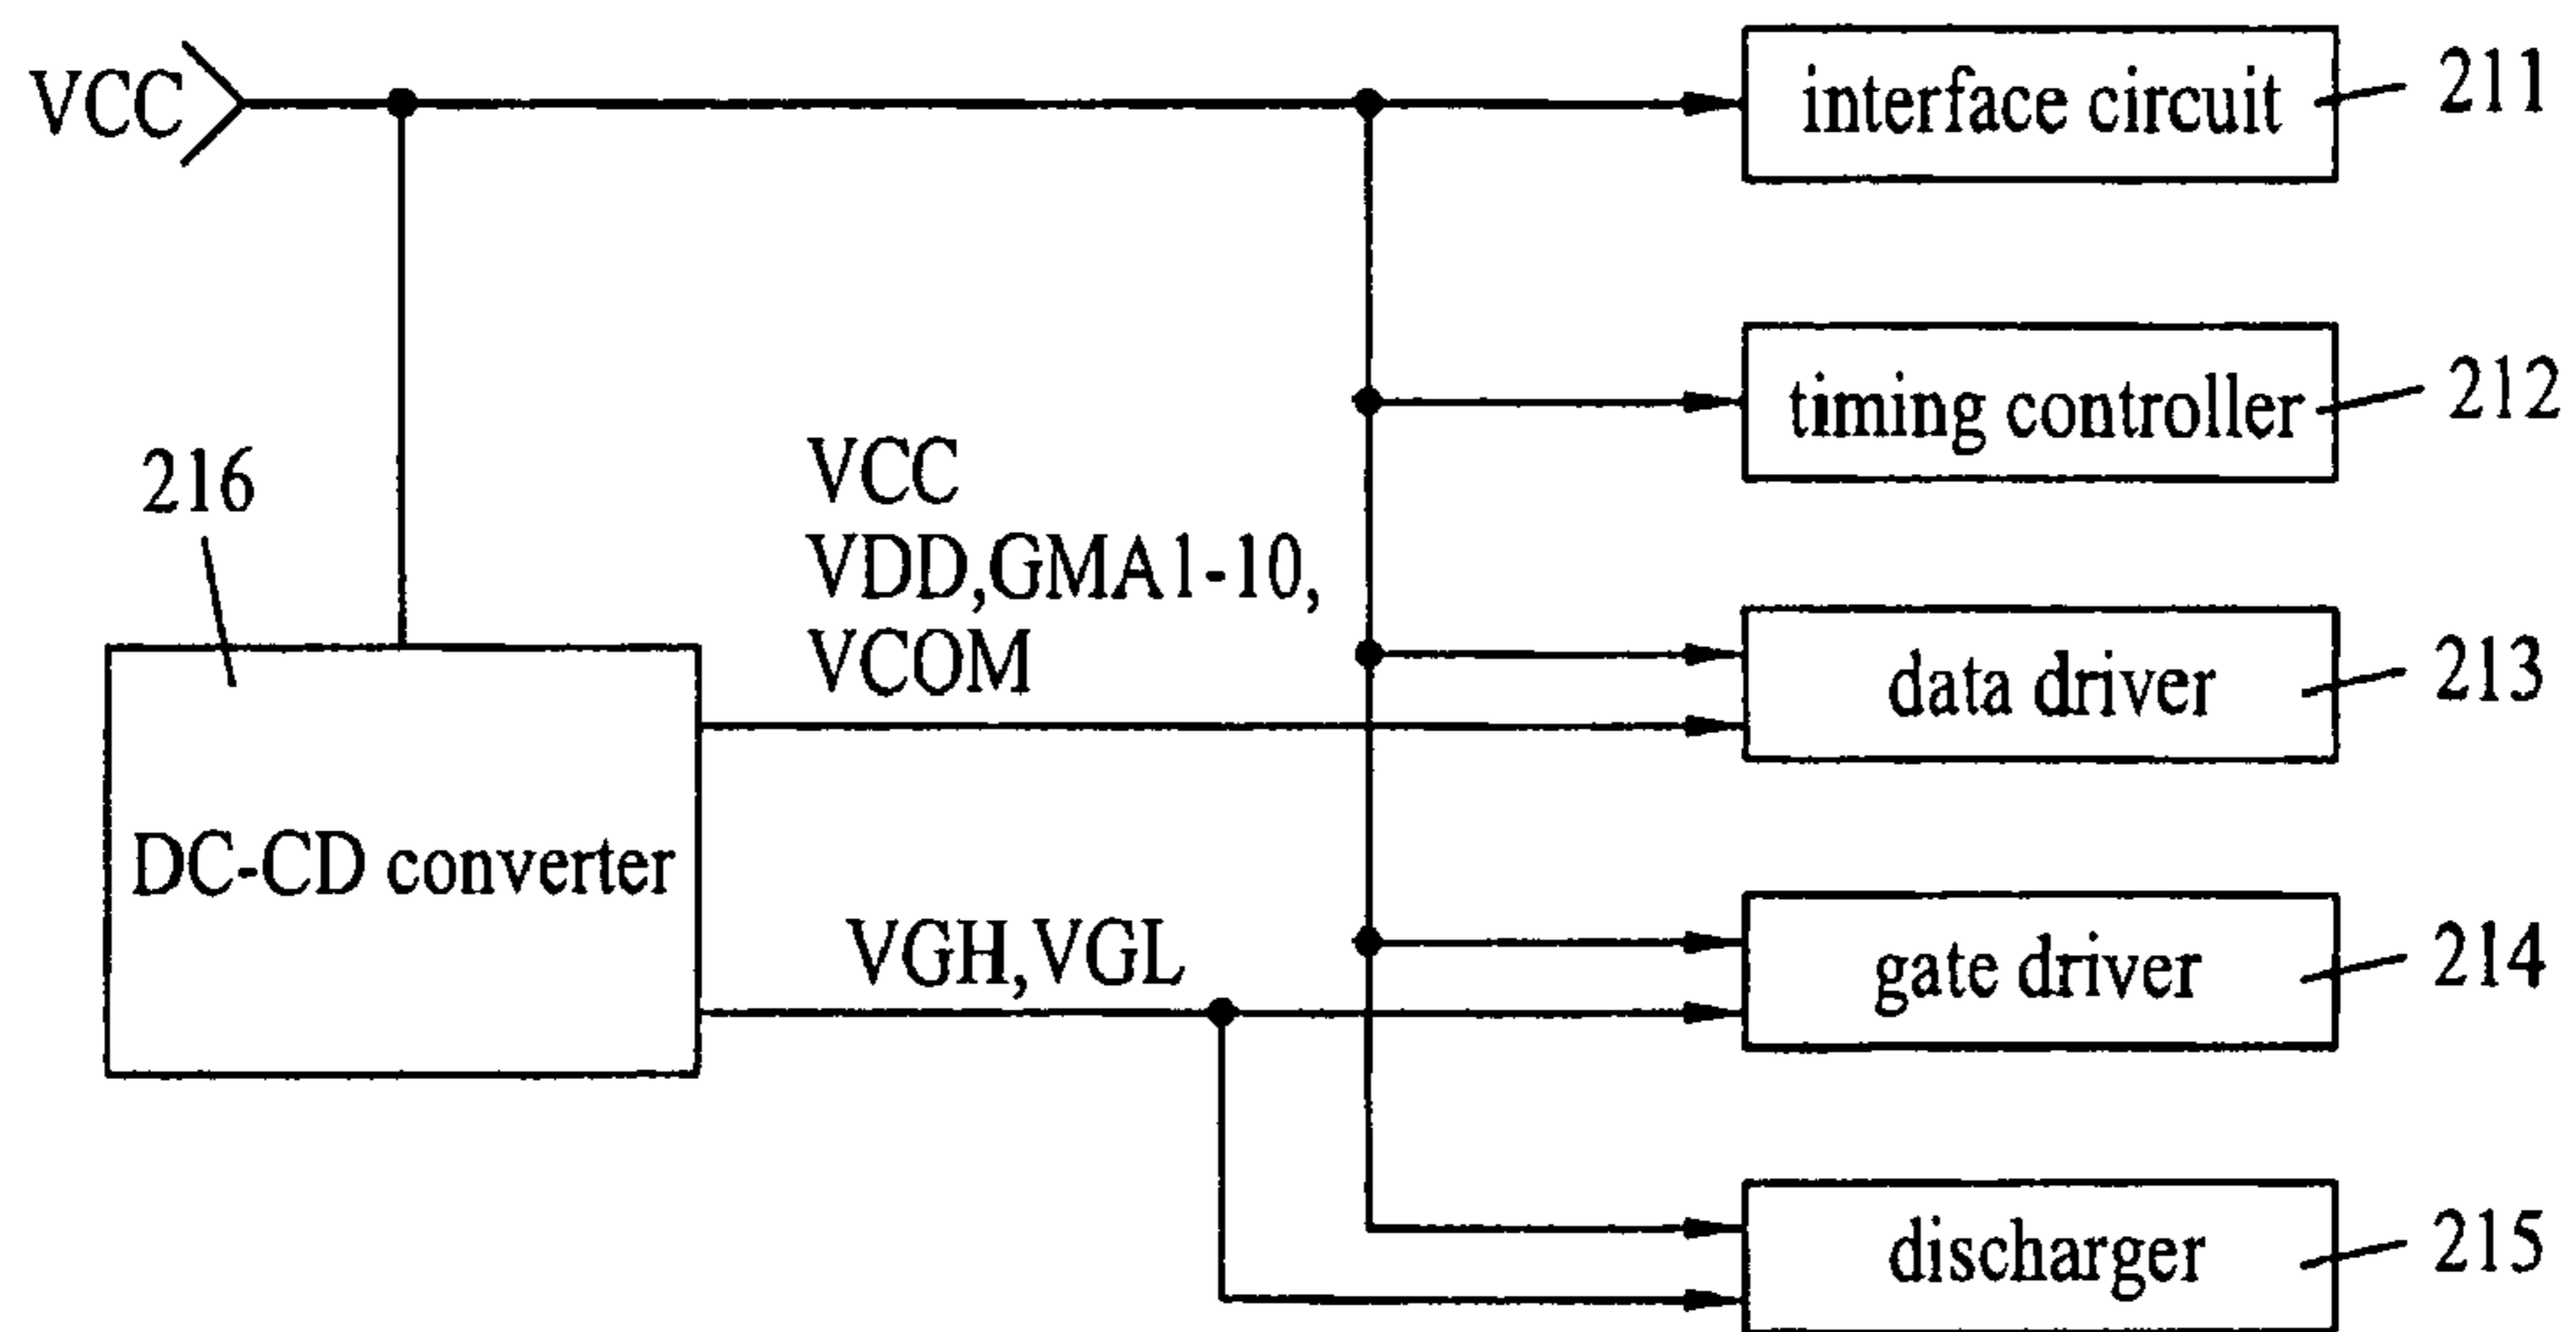 VCC
interface circuit
211
timing controller
212
216
VCC
VDD,GMA1-10,
VCOM
data driver
213
DC-CD converter
VGH,VGL
gate driver
214
discharger
215